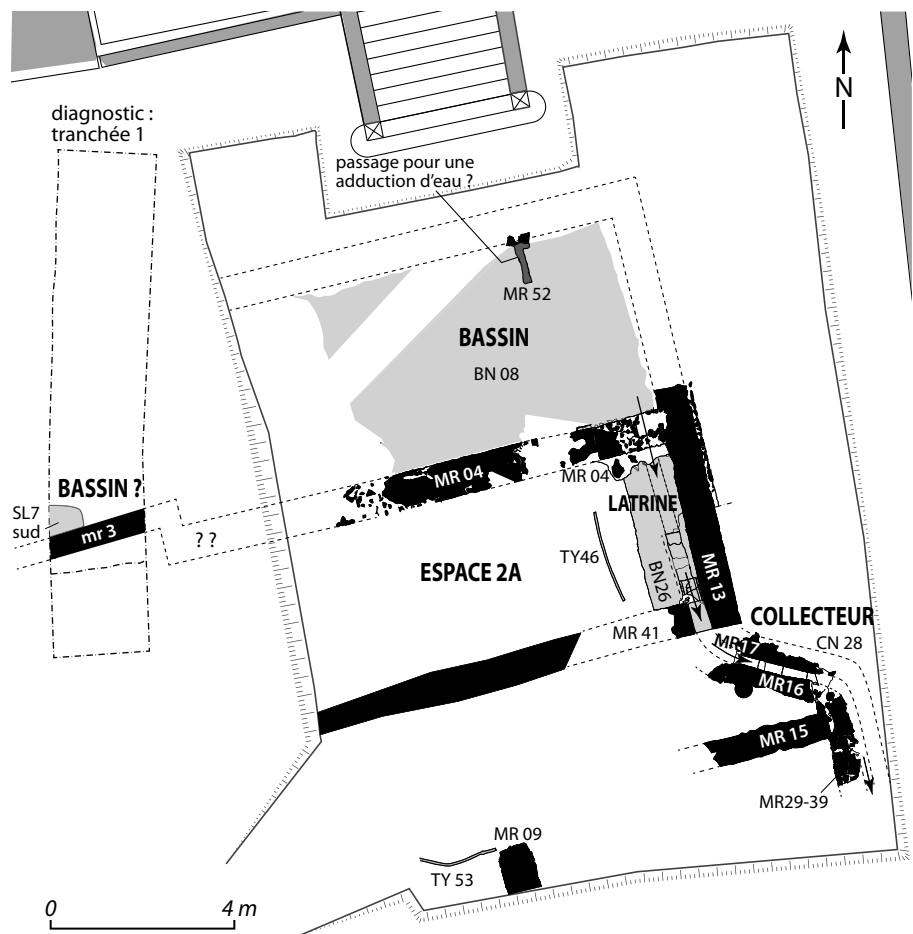 diagnostic :
tranchée 1
N
passage pour une
adduction d'eau ?
MR 52
BASSIN
BN 08
MR 04
MR 04
BASSIN ?
SL7
sud
mr 3
? ?
LATRINE
TY46
ESPACE 2A
BN26
MR 13
MR 41
COLLECTEUR
CN 28
MR17
MR16
MR 15
MR29-39
MR 09
TY 53
0
4 m